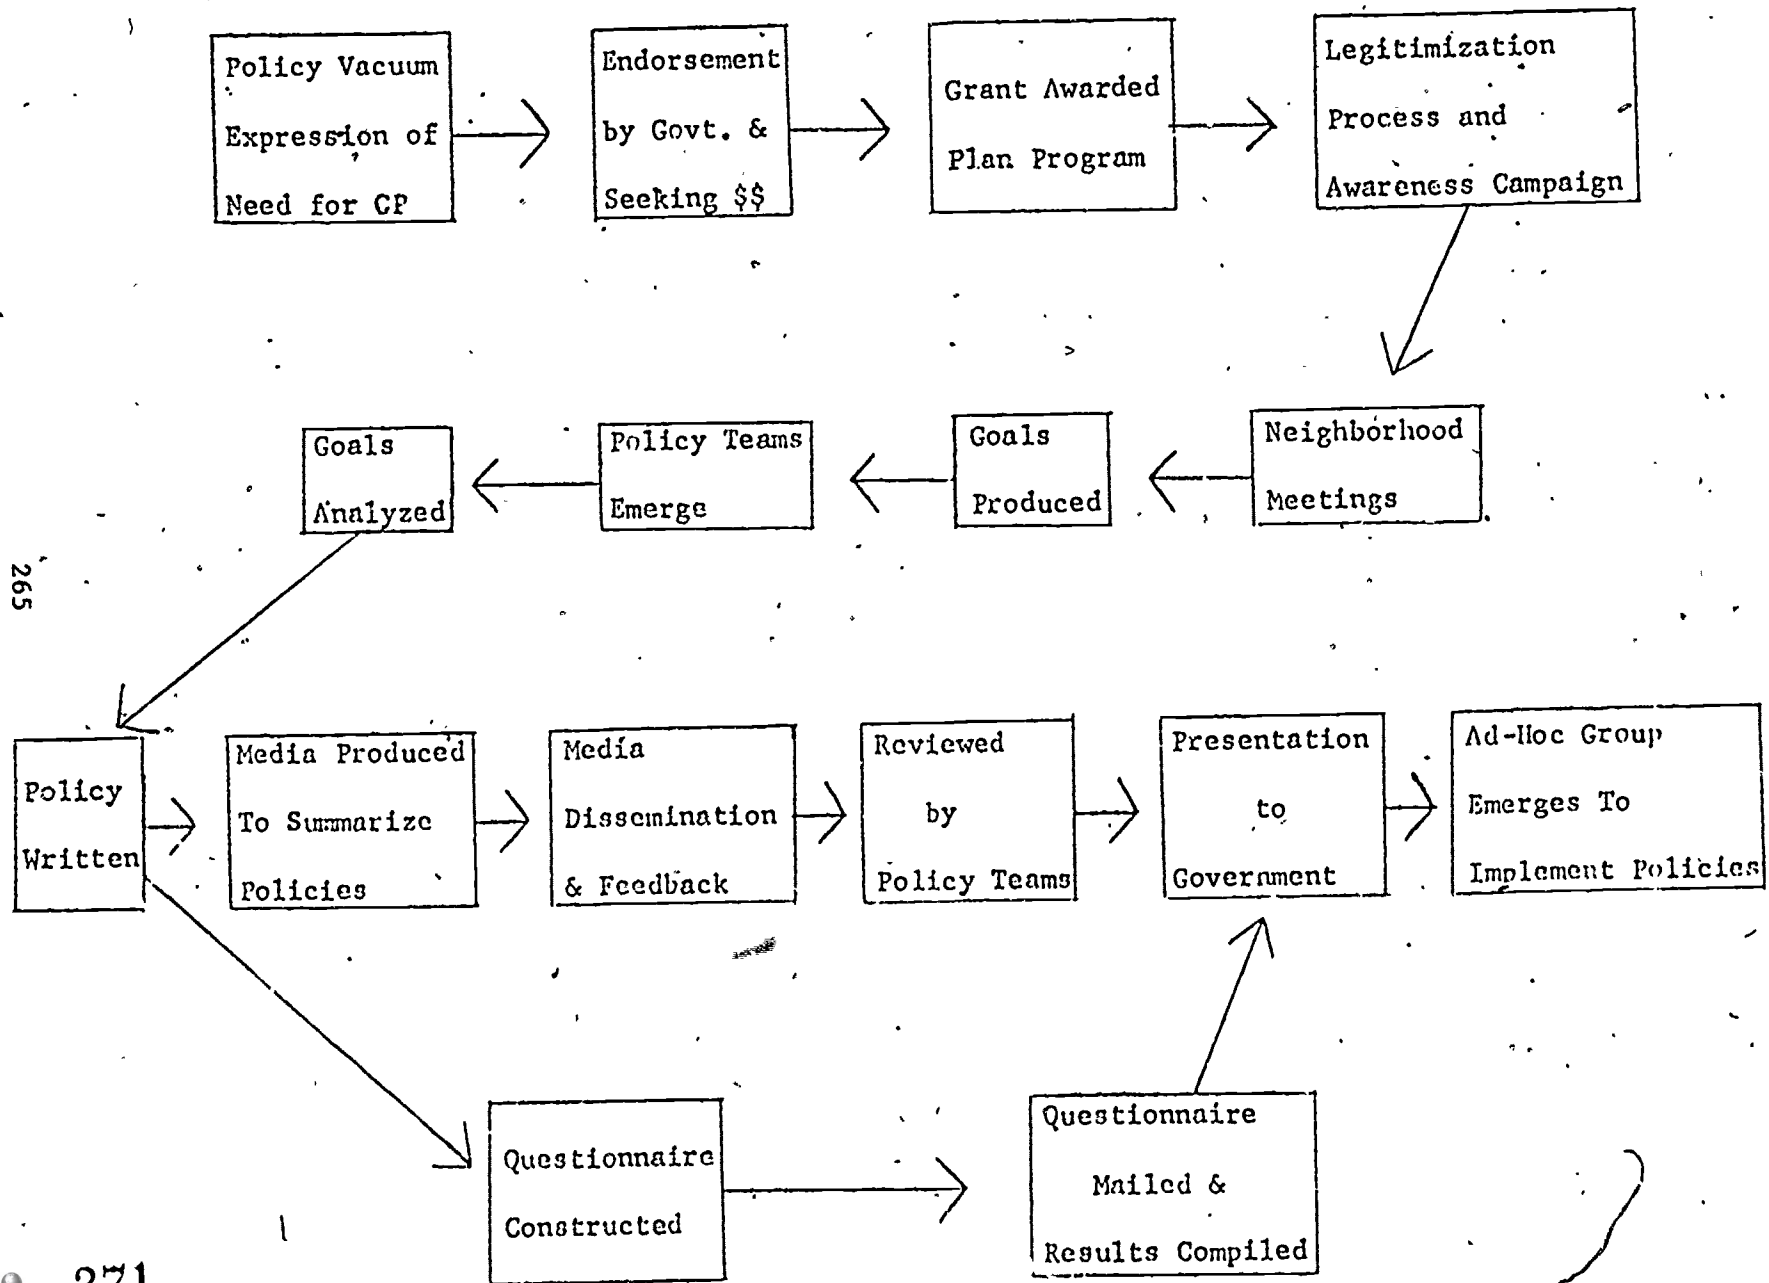 Policy Vacuum
Expression of
Need for CP
Endorsement
by Govt. &
Seeking $$
Grant Awarded
Plan Program
Legitimization
Process and
Awareness Campaign
Goals
Analyzed
Policy Teams
Emerge
Goals
Produced
Neighborhood
Meetings
265
Policy
Written
Media Produced
To Summarize
Policies
Media
Dissemination
& Feedback
Reviewed
by
Policy Teams
Presentation
to
Government
Ad-Hoc Group
Emerges To
Implement Policies
Questionnaire
Constructed
Questionnaire
Mailed &
Results Compiled
271